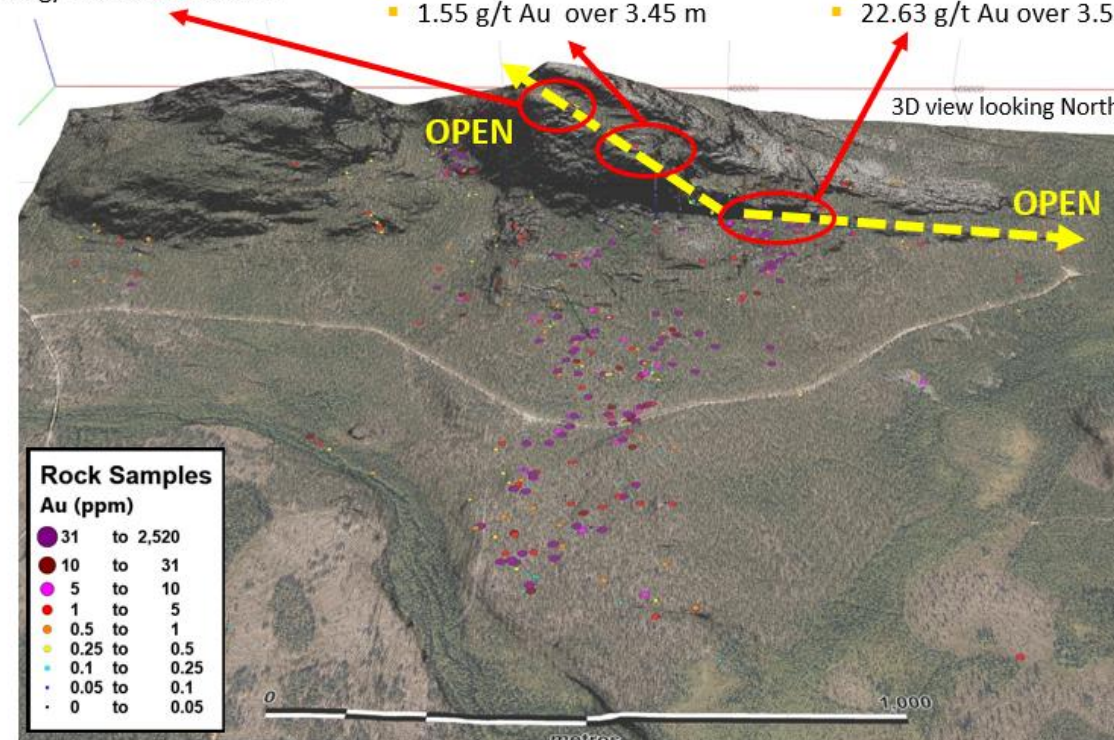 1.55 g/t Au over 3.45 m
22.63 g/t Au over 3.5
3D view looking North
OPEN
OPEN
Rock Samples
Au (ppm)
31 to 2,520
10 to 31
5 to 10
1 to 5
0.5 to 1
0.25 to 0.5
0.1 to 0.25
0.05 to 0.1
0 to 0.05
0 1,000
metres